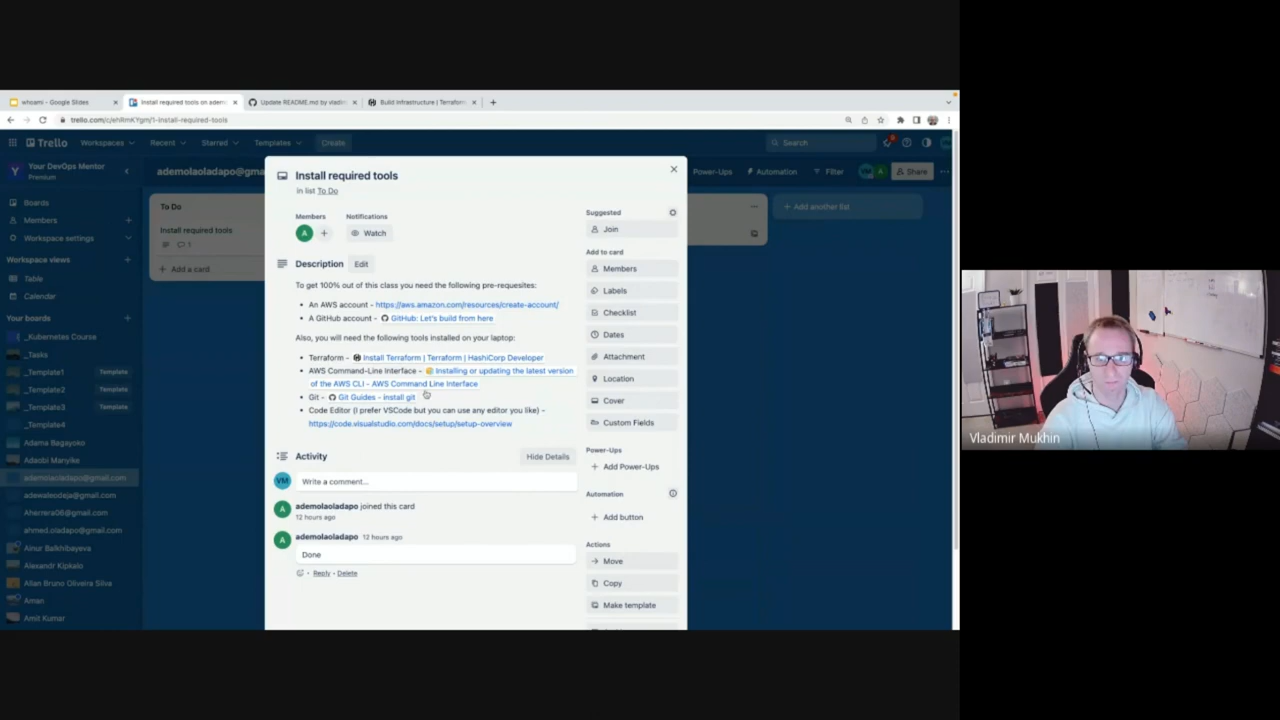 whoami - Google Slides
Install required tools on ademo
Update README.md by vladim
Build Infrastructure | Terraform
trello.com/c/ehRmKYgm/1-install-required-tools
Trello
Workspaces
Recent
Starred
Templates
Create
Search
Your DevOps Mentor
Premium
ademolaoladapo@gma
Power-Ups
Automation
Filter
Share
Boards
Members
Workspace settings
Workspace views
Table
Calendar
Your boards
_Kubernetes Course
_Tasks
_Template1 Template
_Template2 Template
_Template3 Template
_Template4
Adama Bagayoko
Adaobi Manyike
ademolaoladapo@gmail.com
adewaleodeja@gmail.com
Aherrera06@gmail.com
ahmed.oladapo@gmail.com
Ainur Balkhibayeva
Alexandr Kipkalo
Allan Bruno Oliveira Silva
Aman
Amit Kumar
To Do
Install required tools
1
+ Add a card
+ Add another list
Install required tools
in list To Do
Members
Notifications
A
+
Watch
Description
Edit
To get 100% out of this class you need the following pre-requesites:
• An AWS account - https://aws.amazon.com/resources/create-account/
• A GitHub account - GitHub: Let's build from here
Also, you will need the following tools installed on your laptop:
• Terraform - Install Terraform | Terraform | HashiCorp Developer
• AWS Command-Line Interface - Installing or updating the latest version
of the AWS CLI - AWS Command Line Interface
• Git - Git Guides - install git
• Code Editor (I prefer VSCode but you can use any editor you like) -
https://code.visualstudio.com/docs/setup/setup-overview
Activity
Hide Details
VM
Write a comment...
A
ademolaoladapo joined this card
12 hours ago
A
ademolaoladapo 12 hours ago
Done
Reply - Delete
Suggested
Join
Add to card
Members
Labels
Checklist
Dates
Attachment
Location
Cover
Custom Fields
Power-Ups
+ Add Power-Ups
Automation
+ Add button
Actions
Move
Copy
Make template
Vladimir Mukhin